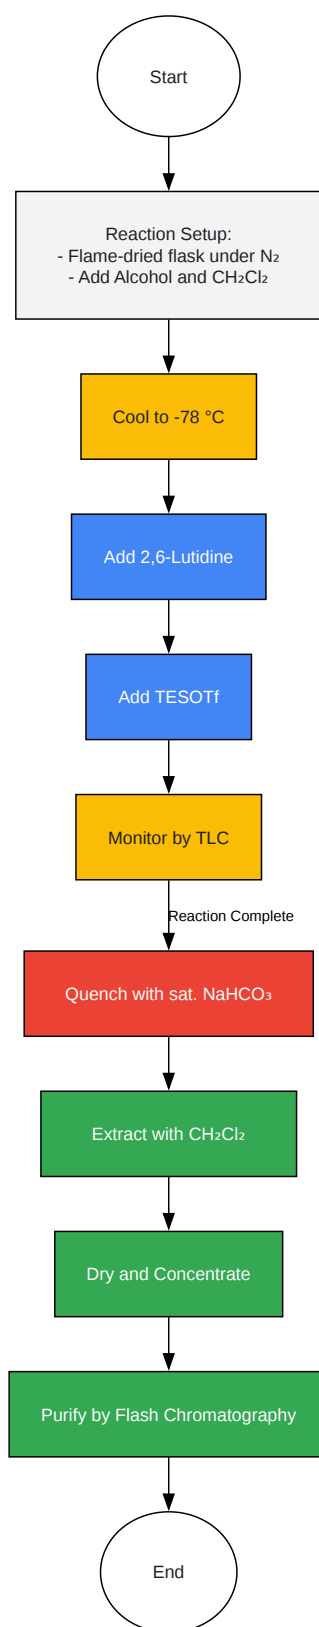 Start
Reaction Setup:
- Flame-dried flask under N₂
- Add Alcohol and CH₂Cl₂
Cool to -78 °C
Add 2,6-Lutidine
Add TESOTf
Monitor by TLC
Reaction Complete
Quench with sat. NaHCO₃
Extract with CH₂Cl₂
Dry and Concentrate
Purify by Flash Chromatography
End